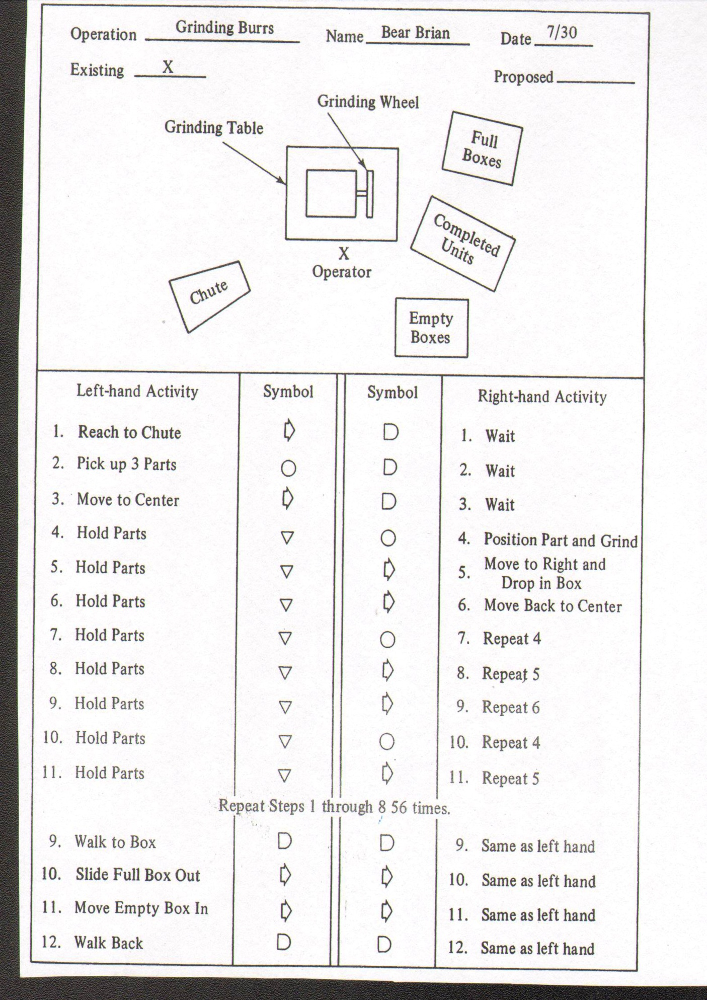 Operation Grinding Burrs Name Bear Brian Date 7/30
Existing X Proposed
Grinding Wheel
Grinding Table
Full
Boxes
Completed
Units
X
Operator
Chute
Empty
Boxes
Left-hand Activity Symbol Symbol Right-hand Activity
1. Reach to Chute D 1. Wait
2. Pick up 3 Parts D 2. Wait
3. Move to Center D 3. Wait
4. Hold Parts 4. Position Part and Grind
5. Hold Parts 5. Move to Right and
Drop in Box
6. Hold Parts 6. Move Back to Center
7. Hold Parts 7. Repeat 4
8. Hold Parts 8. Repeat 5
9. Hold Parts 9. Repeat 6
10. Hold Parts 10. Repeat 4
11. Hold Parts 11. Repeat 5
Repeat Steps 1 through 8 56 times.
9. Walk to Box D D 9. Same as left hand
10. Slide Full Box Out 10. Same as left hand
11. Move Empty Box In 11. Same as left hand
12. Walk Back D D 12. Same as left hand